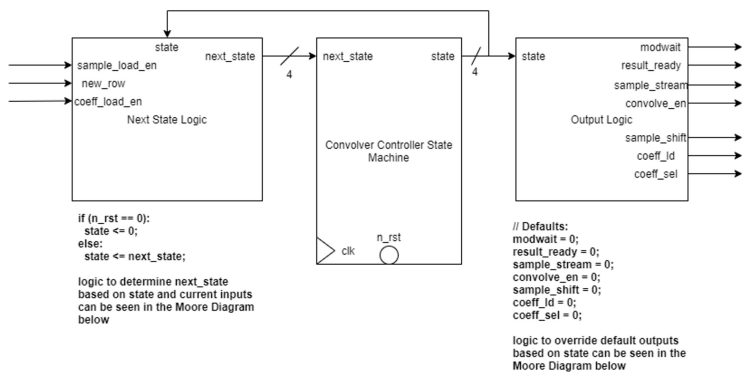 state
next_state
sample_load_en
new_row
coeff_load_en
Next State Logic
4
next_state
state
Convolver Controller State
Machine
clk
n_rst
4
state
modwait
result_ready
sample_stream
convolve_en
Output Logic
sample_shift
coeff_ld
coeff_sel
if (n_rst == 0):
state <= 0;
else:
state <= next_state;
logic to determine next_state
based on state and current inputs
can be seen in the Moore Diagram
below
// Defaults:
modwait = 0;
result_ready = 0;
sample_stream = 0;
convolve_en = 0;
sample_shift = 0;
coeff_ld = 0;
coeff_sel = 0;
logic to override default outputs
based on state can be seen in the
Moore Diagram below